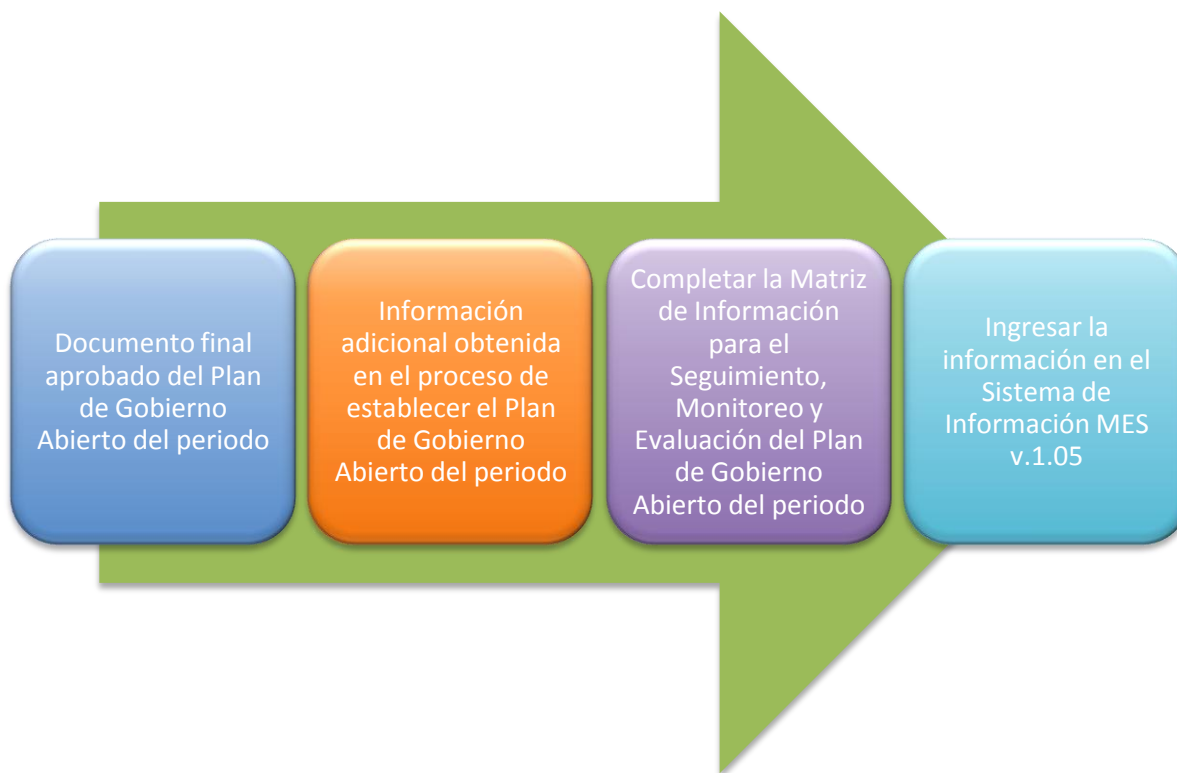 Documento final
aprobado del Plan
de Gobierno
Abierto del periodo
Información
adicional obtenida
en el proceso de
establecer el Plan
de Gobierno
Abierto del periodo
Completar la Matriz
de Información
para el
Seguimiento,
Monitoreo y
Evaluación del Plan
de Gobierno
Abierto del periodo
Ingresar la
información en el
Sistema de
Información MES
v.1.05